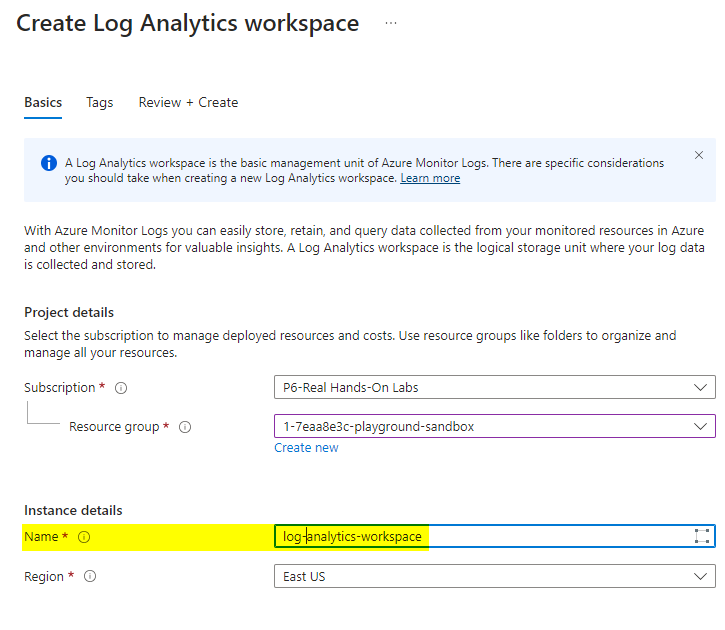 Create Log Analytics workspace ...
Basics Tags Review + Create
A Log Analytics workspace is the basic management unit of Azure Monitor Logs. There are specific considerations
you should take when creating a new Log Analytics workspace. Learn more
With Azure Monitor Logs you can easily store, retain, and query data collected from your monitored resources in Azure
and other environments for valuable insights. A Log Analytics workspace is the logical storage unit where your log data
is collected and stored.
Project details
Select the subscription to manage deployed resources and costs. Use resource groups like folders to organize and
manage all your resources.
Subscription * P6-Real Hands-On Labs
Resource group * 1-7eaa8e3c-playground-sandbox
Create new
Instance details
Name * log-analytics-workspace
Region * East US